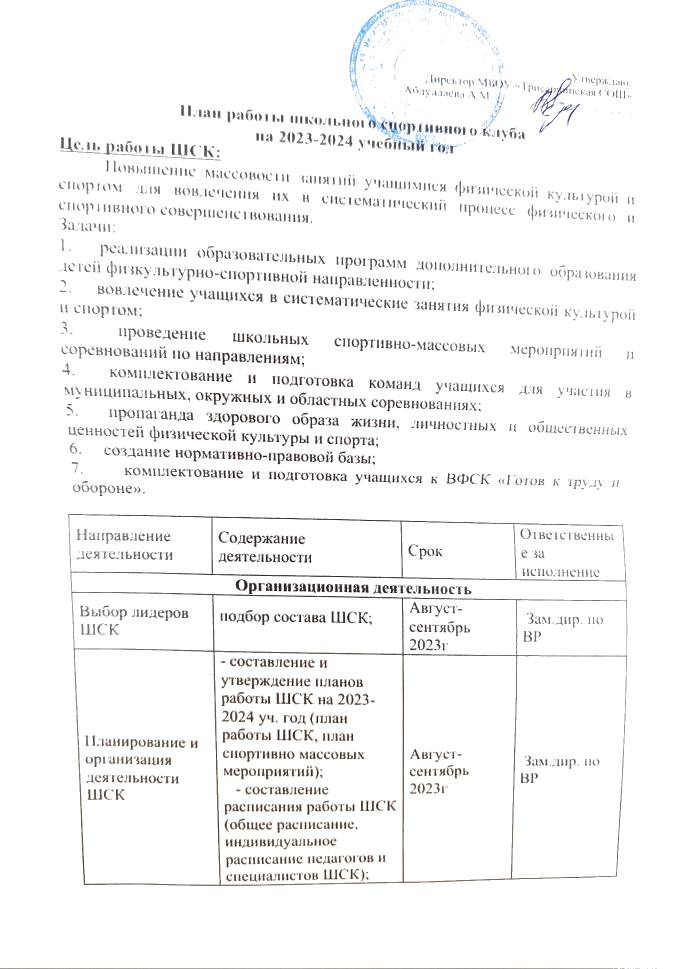 Утверждаю:
Директор МБОУ «Трисанчинская СОШ»
Абдуллаева А.М
План работы школьного спортивного клуба
на 2023-2024 учебный год
Цель работы ШСК:
Повышение массовости занятий учащимися физической культурой и
спортом для вовлечения их в систематический процесс физического и
спортивного совершенствования.
Задачи:
1. реализации образовательных программ дополнительного образования
детей физкультурно-спортивной направленности;
2. вовлечение учащихся в систематические занятия физической культурой
и спортом;
3. проведение школьных спортивно-массовых мероприятий и
соревнований по направлениям;
4. комплектование и подготовка команд учащихся для участия в
муниципальных, окружных и областных соревнованиях;
5. пропаганда здорового образа жизни, личностных и общественных
ценностей физической культуры и спорта;
6. создание нормативно-правовой базы;
7. комплектование и подготовка учащихся к ВФСК «Готов к труду и
обороне».
Направление
деятельности
Содержание
деятельности
Срок
Ответственны
е за
исполнение
Организационная деятельность
Выбор лидеров
ШСК
подбор состава ШСК;
Август-
сентябрь
2023г
Зам.дир. по
ВР
Планирование и
организация
деятельности
ШСК
- составление и
утверждение планов
работы ШСК на 2023-
2024 уч. год (план
работы ШСК, план
спортивно массовых
мероприятий);
- составление
расписания работы ШСК
(общее расписание,
индивидуальное
расписание педагогов и
специалистов ШСК);
Август-
сентябрь
2023г
Зам.дир. по
ВР